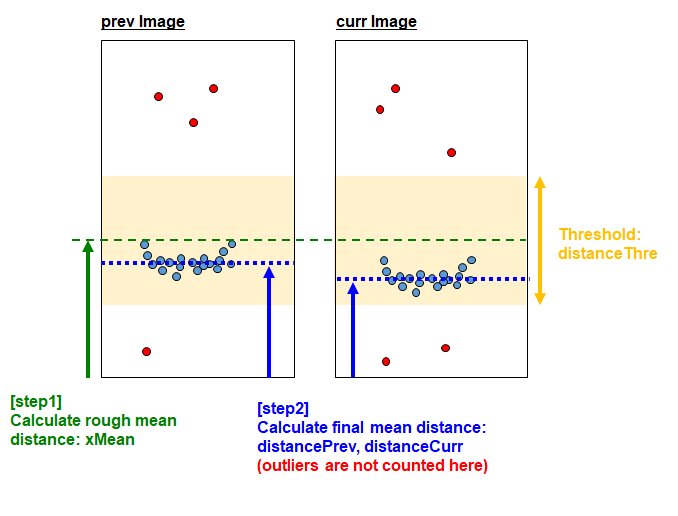 prev Image
curr Image
Threshold:
distanceThre
[step1]
Calculate rough mean
distance: xMean
[step2]
Calculate final mean distance:
distancePrev, distanceCurr
(outliers are not counted here)